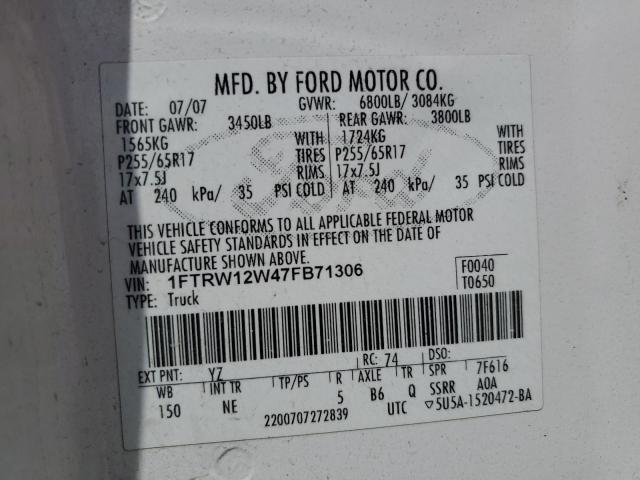 MFD. BY FORD MOTOR CO.
DATE: 07/07 GVWR: 6800LB/ 3084KG
FRONT GAWR: 3450LB REAR GAWR: 3800LB
1565KG WITH 1724KG WITH
P255/65R17 TIRES P255/65R17 TIRES
17x7.5J RIMS 17x7.5J RIMS
AT 240 kPa/ 35 PSI COLD AT 240 kPa/ 35 PSI COLD
Ford
THIS VEHICLE CONFORMS TO ALL APPLICABLE FEDERAL MOTOR
VEHICLE SAFETY STANDARDS IN EFFECT ON THE DATE OF
MANUFACTURE SHOWN ABOVE.
VIN: 1FTRW12W47FB71306 F0040
TYPE: Truck T0650
EXT PNT: YZ RC: 74 DSO:
WB INT TR TP/PS R AXLE TR SPR 7F616
150 NE 5 B6 Q SSRR A0A
2200707272839 UTC ▽5U5A-1520472-BA